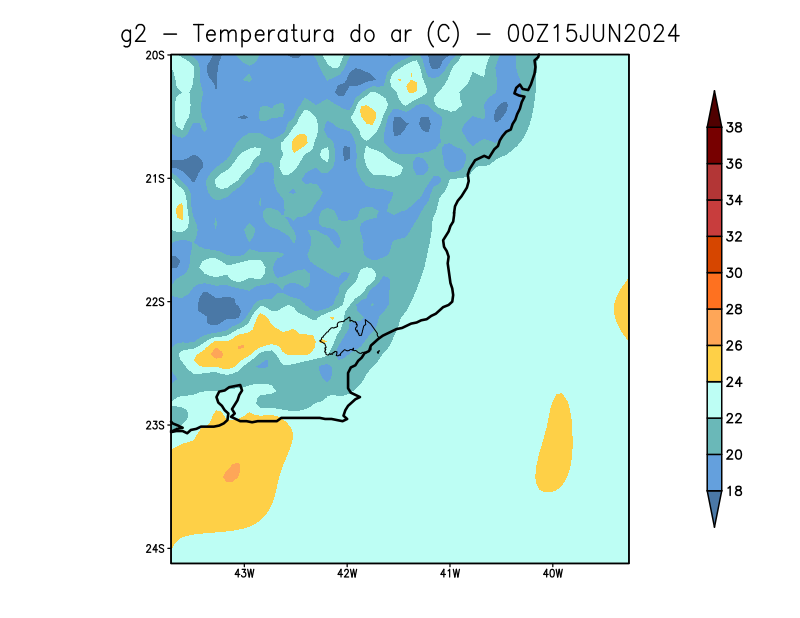 g2 – Temperatura do ar (C) – 00Z15JUN2024
20S
21S
22S
23S
24S
43W
42W
41W
40W
38
36
34
32
30
28
26
24
22
20
18